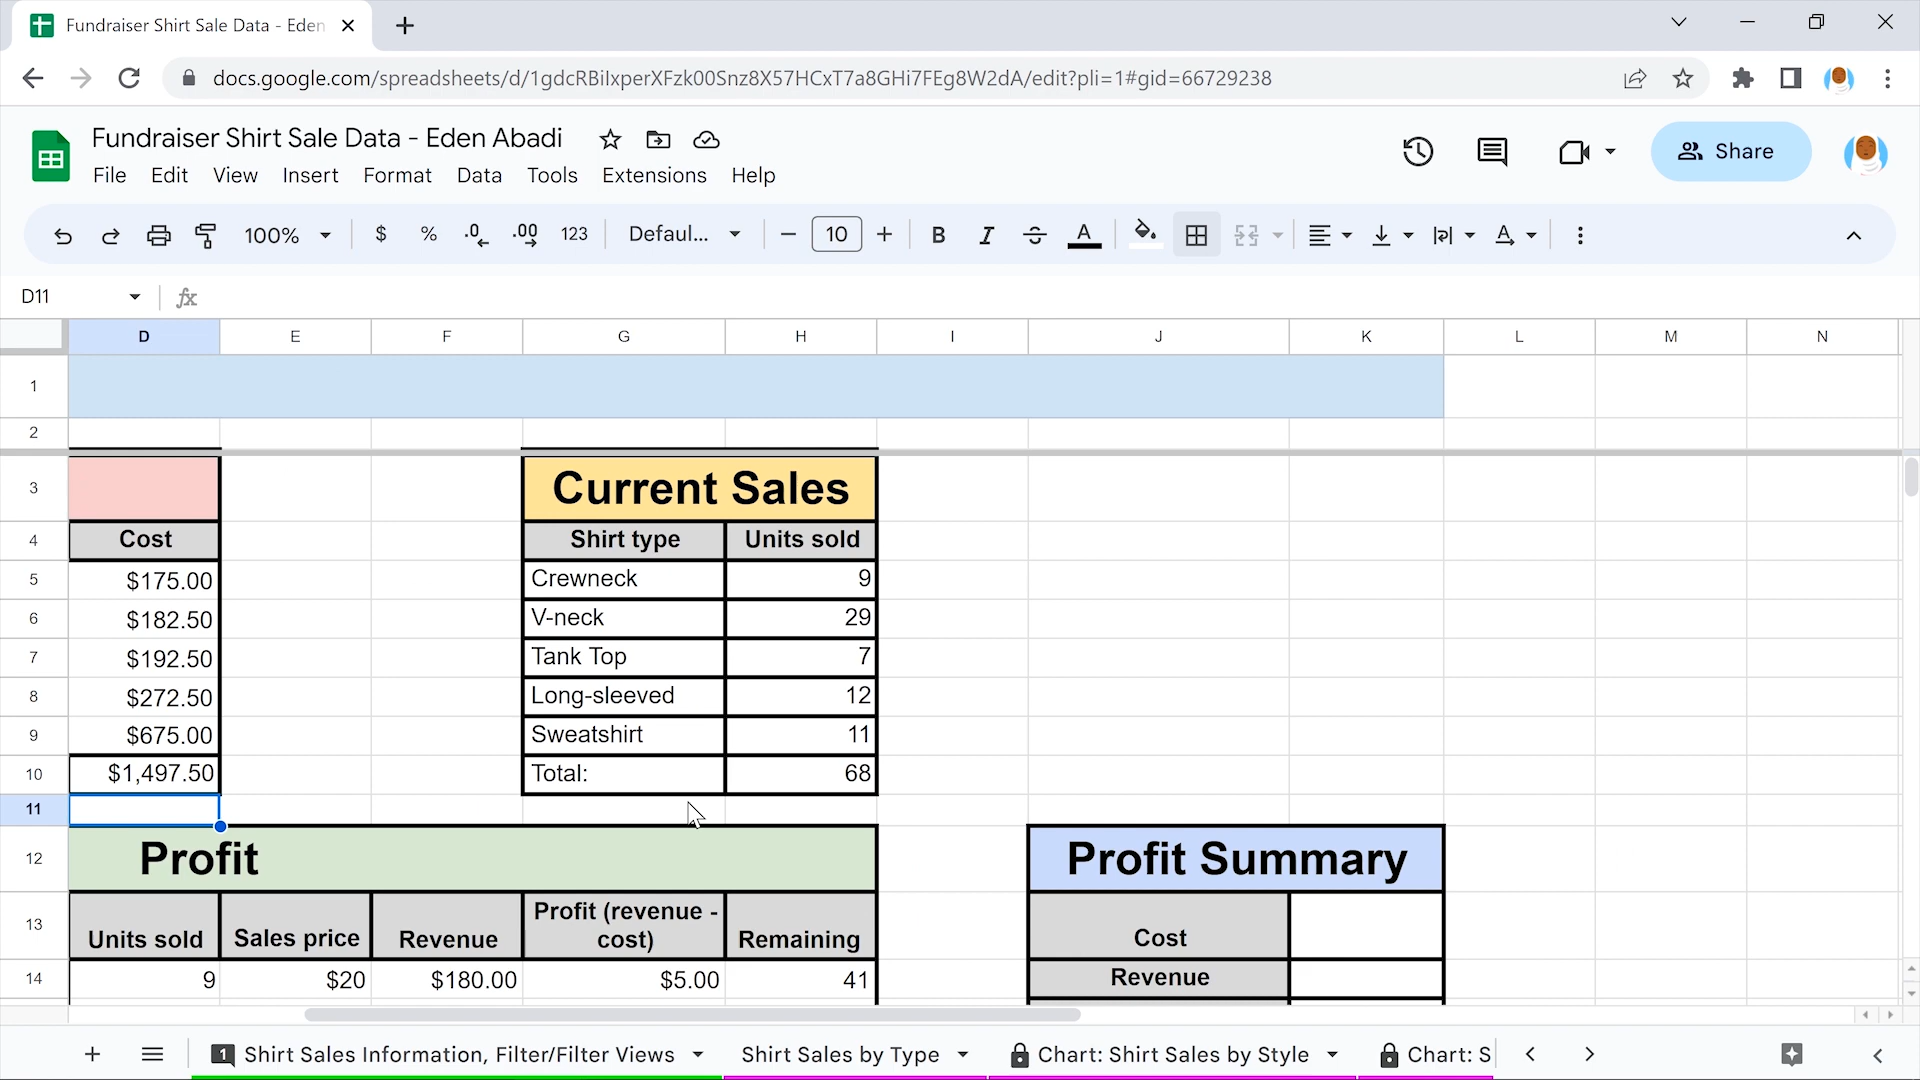 Fundraiser Shirt Sale Data - Eden
docs.google.com/spreadsheets/d/1gdcRBiIxperXFzk00Snz8X57HCxT7a8GHi7FEg8W2dA/edit?pli=1#gid=66729238
Fundraiser Shirt Sale Data - Eden Abadi
File Edit View Insert Format Data Tools Extensions Help
Share
100% $ % .0 .00 123 Defaul... 10 B I A
D11 fx
D E F G H I J K L M N
1
2
3 Current Sales
4 Cost Shirt type Units sold
5 $175.00 Crewneck 9
6 $182.50 V-neck 29
7 $192.50 Tank Top 7
8 $272.50 Long-sleeved 12
9 $675.00 Sweatshirt 11
10 $1,497.50 Total: 68
11
12 Profit Profit Summary
13 Units sold Sales price Revenue Profit (revenue - cost) Remaining Cost
14 9 $20 $180.00 $5.00 41 Revenue
1 Shirt Sales Information, Filter/Filter Views Shirt Sales by Type Chart: Shirt Sales by Style Chart: S